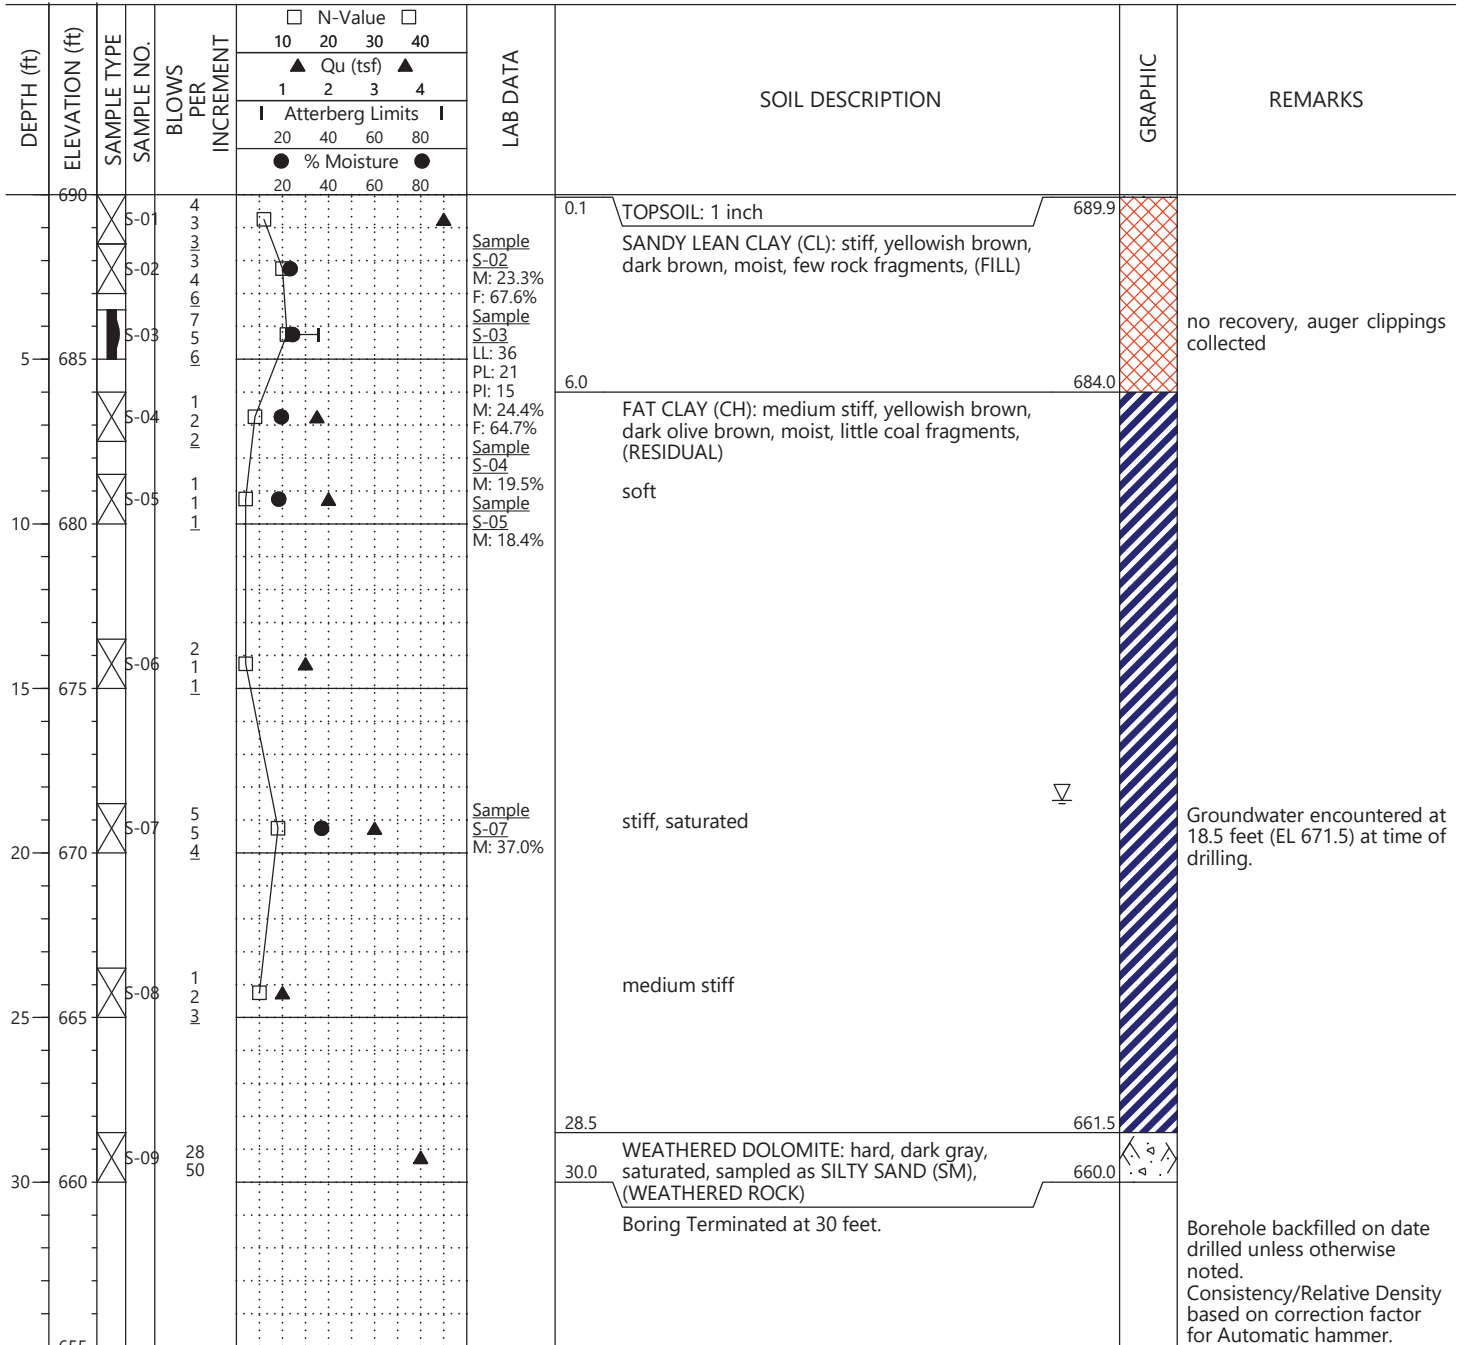 DEPTH (ft)
ELEVATION (ft)
SAMPLE TYPE
SAMPLE NO.
BLOWS
PER
INCREMENT
N-Value
10 20 30 40
Qu (tsf)
1 2 3 4
Atterberg Limits
20 40 60 80
% Moisture
20 40 60 80
LAB DATA
SOIL DESCRIPTION
GRAPHIC
REMARKS
690
S-01
4
3
3
0.1 TOPSOIL: 1 inch 689.9
S-02
3
4
6
Sample
S-02
M: 23.3%
F: 67.6%
SANDY LEAN CLAY (CL): stiff, yellowish brown,
dark brown, moist, few rock fragments, (FILL)
5 685
S-03
7
5
6
Sample
S-03
LL: 36
PL: 21
PI: 15
M: 24.4%
F: 64.7%
no recovery, auger clippings
collected
6.0 684.0
S-04
1
2
2
Sample
S-04
M: 19.5%
FAT CLAY (CH): medium stiff, yellowish brown,
dark olive brown, moist, little coal fragments,
(RESIDUAL)
S-05
1
1
1
Sample
S-05
M: 18.4%
soft
10 680
S-06
2
1
1
15 675
S-07
5
5
4
Sample
S-07
M: 37.0%
stiff, saturated
Groundwater encountered at
18.5 feet (EL 671.5) at time of
drilling.
20 670
S-08
1
2
3
medium stiff
25 665
28.5 661.5
S-09
28
50
WEATHERED DOLOMITE: hard, dark gray,
saturated, sampled as SILTY SAND (SM),
(WEATHERED ROCK)
30.0 660.0
30 660
Boring Terminated at 30 feet.
Borehole backfilled on date
drilled unless otherwise
noted.
Consistency/Relative Density
based on correction factor
for Automatic hammer.